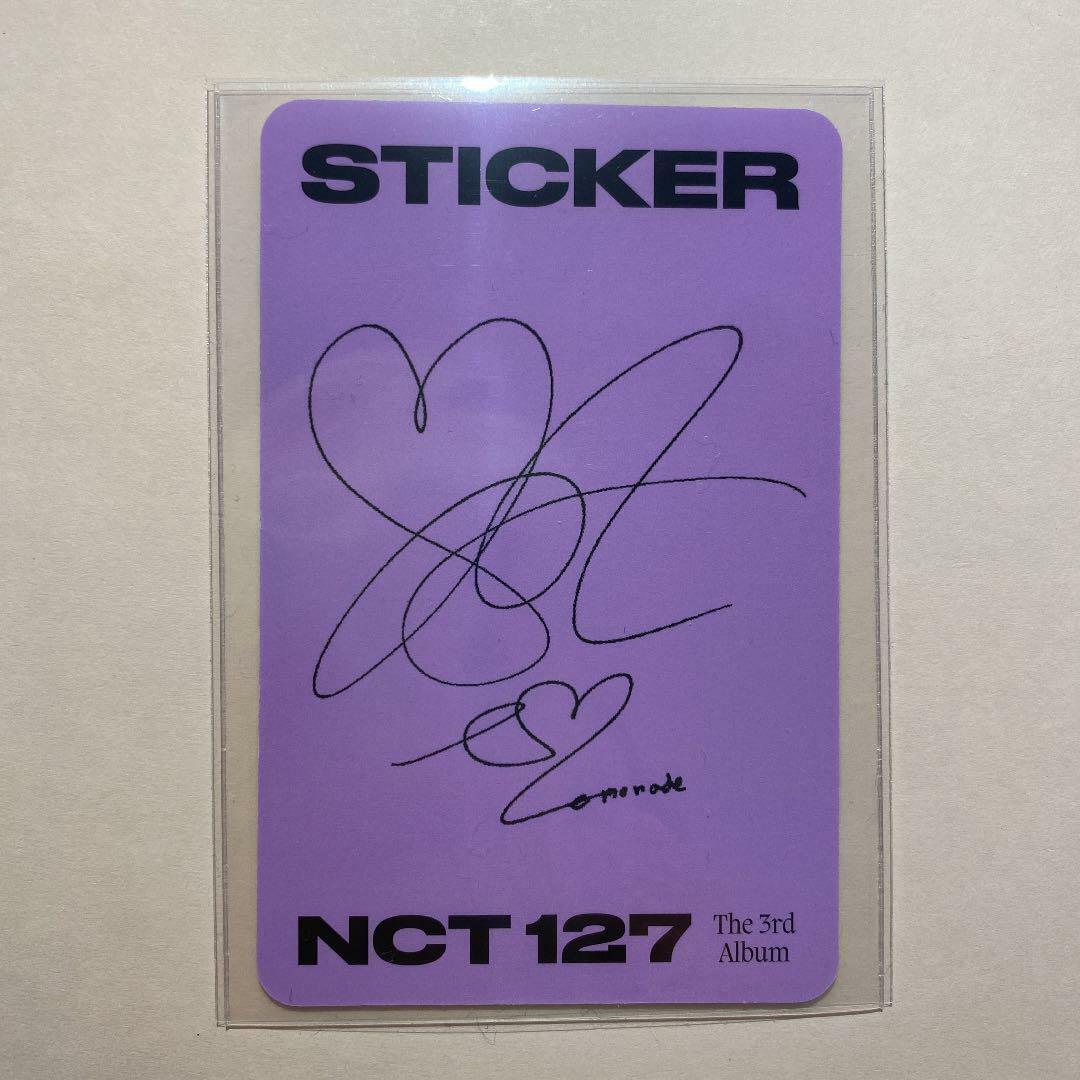 STICKER
Lemonade
NCT 127
The 3rd
Album